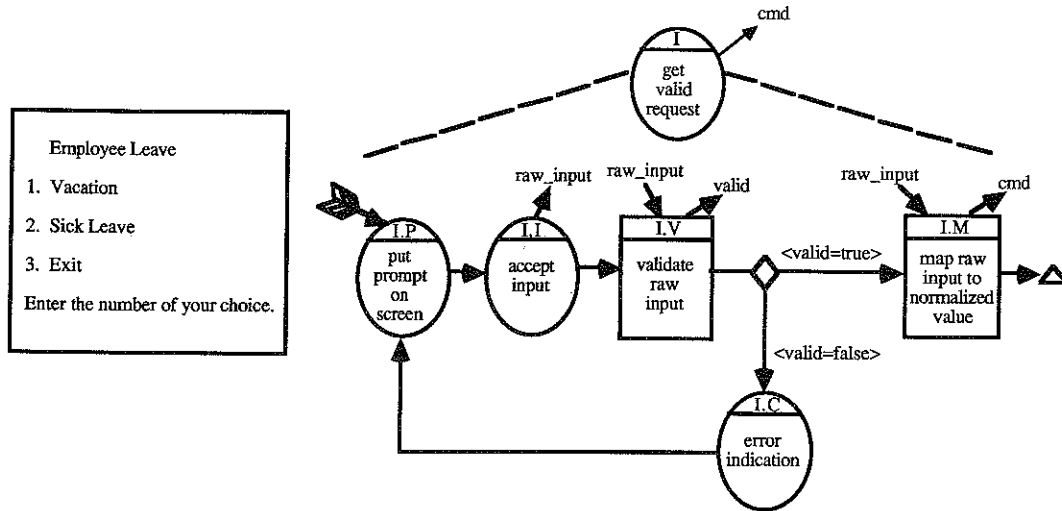 cmd
I
get
valid
request
Employee Leave
1. Vacation
2. Sick Leave
3. Exit
Enter the number of your choice.
raw_input
raw_input
valid
raw_input
cmd
I.P
put
prompt
on
screen
I.I
accept
input
I.V
validate
raw
input
<valid=true>
I.M
map raw
input to
normalized
value
<valid=false>
I.C
error
indication